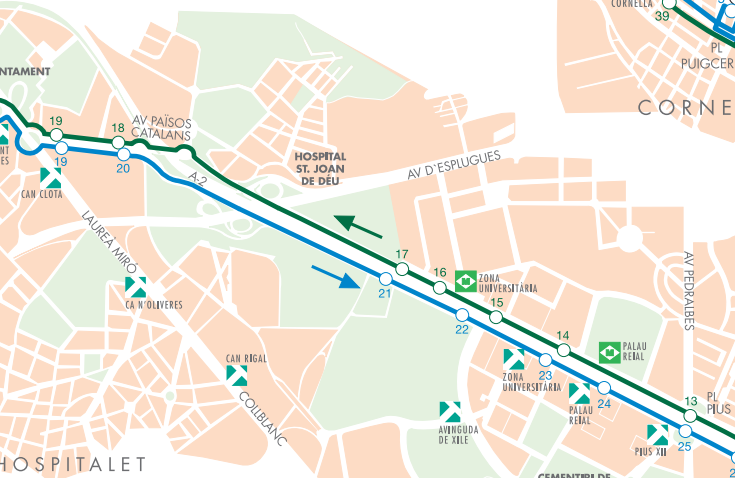 CORNELLÀ
39
PL
PUIGCER
CORNE
NTAMENT
19
18
AV PAÏSOS
CATALANS
19
20
A-2
CAN CLOTA
HOSPITAL
ST. JOAN
DE DÉU
AV D'ESPLUGUES
LAUREÀ MIRÓ
CA N'OLIVERES
17
16
21
ZONA
UNIVERSITÀRIA
AV PEDRALBES
15
22
14
PALAU
REIAL
CAN RIGAL
COLLBLANC
ZONA
UNIVERSITÀRIA
23
24
PALAU
REIAL
13
PL
PIUS
AVINGUDA
DE XILE
PIUS XII
25
HOSPITALET
CEMENTIRI DE